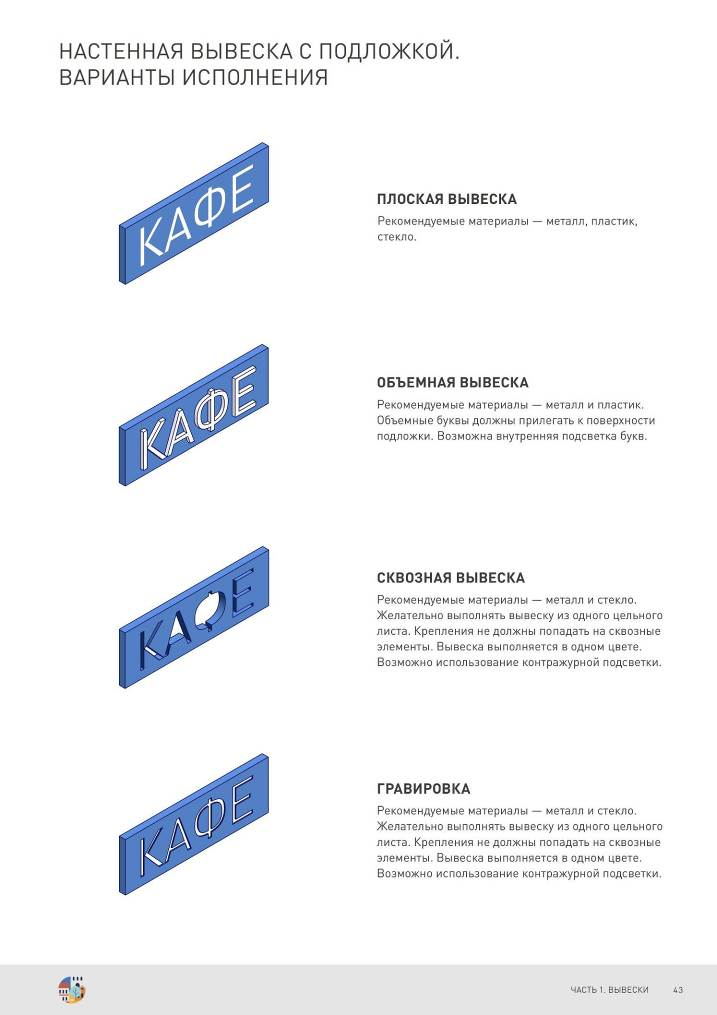 НАСТЕННАЯ ВЫВЕСКА С ПОДЛОЖКОЙ.
ВАРИАНТЫ ИСПОЛНЕНИЯ
КАФЕ
ПЛОСКАЯ ВЫВЕСКА
Рекомендуемые материалы — металл, пластик,
стекло.
КАФЕ
ОБЪЕМНАЯ ВЫВЕСКА
Рекомендуемые материалы — металл и пластик.
Объемные буквы должны прилегать к поверхности
подложки. Возможна внутренняя подсветка букв.
КАФЕ
СКВОЗНАЯ ВЫВЕСКА
Рекомендуемые материалы — металл и стекло.
Желательно выполнять вывеску из одного цельного
листа. Крепления не должны попадать на сквозные
элементы. Вывеска выполняется в одном цвете.
Возможно использование контражурной подсветки.
КАФЕ
ГРАВИРОВКА
Рекомендуемые материалы — металл и стекло.
Желательно выполнять вывеску из одного цельного
листа. Крепления не должны попадать на сквозные
элементы. Вывеска выполняется в одном цвете.
Возможно использование контражурной подсветки.
ЧАСТЬ 1. ВЫВЕСКИ 43